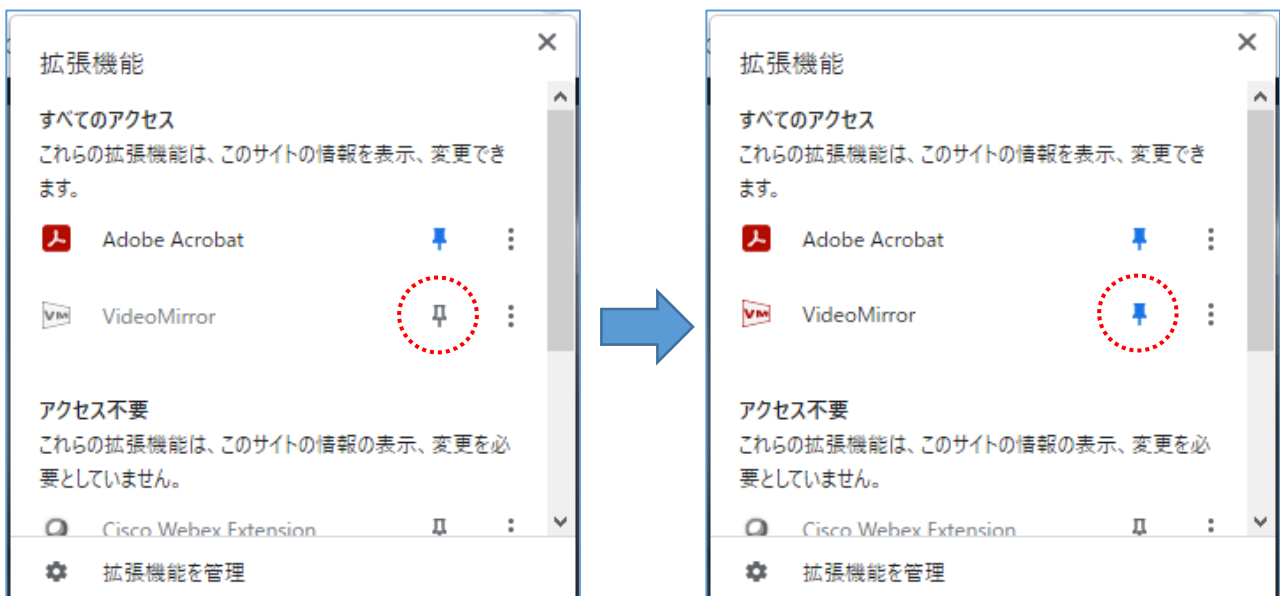 拡張機能
すべてのアクセス
これらの拡張機能は、このサイトの情報を表示、変更でき
ます。
Adobe Acrobat
VM VideoMirror
アクセス不要
これらの拡張機能は、このサイトの情報の表示、変更を必
要としていません。
Cisco Webex Extension
拡張機能を管理
拡張機能
すべてのアクセス
これらの拡張機能は、このサイトの情報を表示、変更でき
ます。
Adobe Acrobat
VM VideoMirror
アクセス不要
これらの拡張機能は、このサイトの情報の表示、変更を必
要としていません。
Cisco Webex Extension
拡張機能を管理